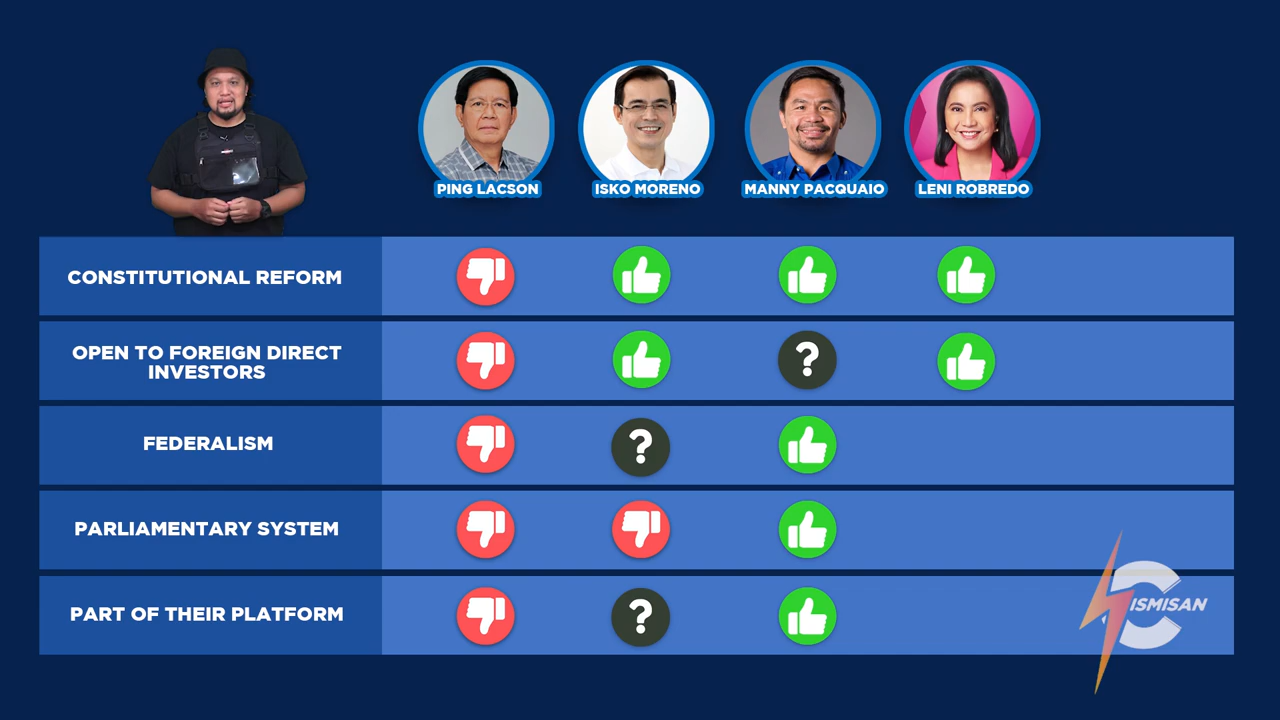 PING LACSON
ISKO MORENO
MANNY PACQUAIO
LENI ROBREDO
CONSTITUTIONAL REFORM
OPEN TO FOREIGN DIRECT
INVESTORS
?
FEDERALISM
?
PARLIAMENTARY SYSTEM
PART OF THEIR PLATFORM
?
CISMISAN